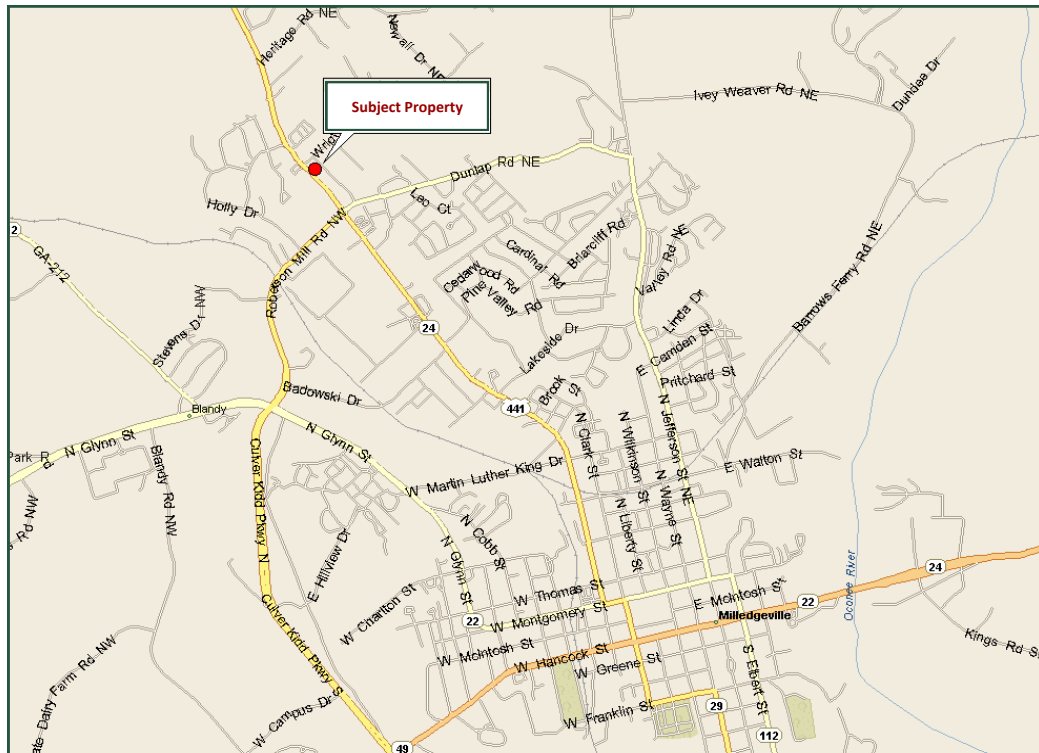 Heritage Rd NE
Newall Dr NE
Subject Property
Ivey Weaver Rd NE
Dundee Dr
Dunlap Rd NE
Leo Ct
Holly Dr
Roberson Mill Rd NW
2
GA-212
Cardinal Rd
Briarcliff Rd
Cedarwood Rd
Pine Valley Rd
Valley Rd NE
Barrows Ferry Rd NE
Linda Dr
Stevens Dr NW
24
Lakeside Dr
E Camden St
Pritchard St
Badowski Dr
Brook St
Blandy
441
N Glynn St
N Glynn St
Park R
N Clark St
N Wilkinson St
N Jefferson St NE
E Walton St
W Martin Luther King Dr
N Wayne St
N Liberty St
Blandy Rd NW
s Rd NW
Culver Kidd Pkwy N
N Cobb St
N Glynn St
E Hillview Dr
Oconee River
24
W Thomas St
W Charlton St
E McIntosh St
22
Culver Kidd Pkwy S
22
W Montgomery St
Milledgeville
W McIntosh St
Kings Rd S
W Hancock St
W Greene St
S Elbert St
ate Dairy Farm Rd NW
W Campus Dr
W Franklin St
29
49
112